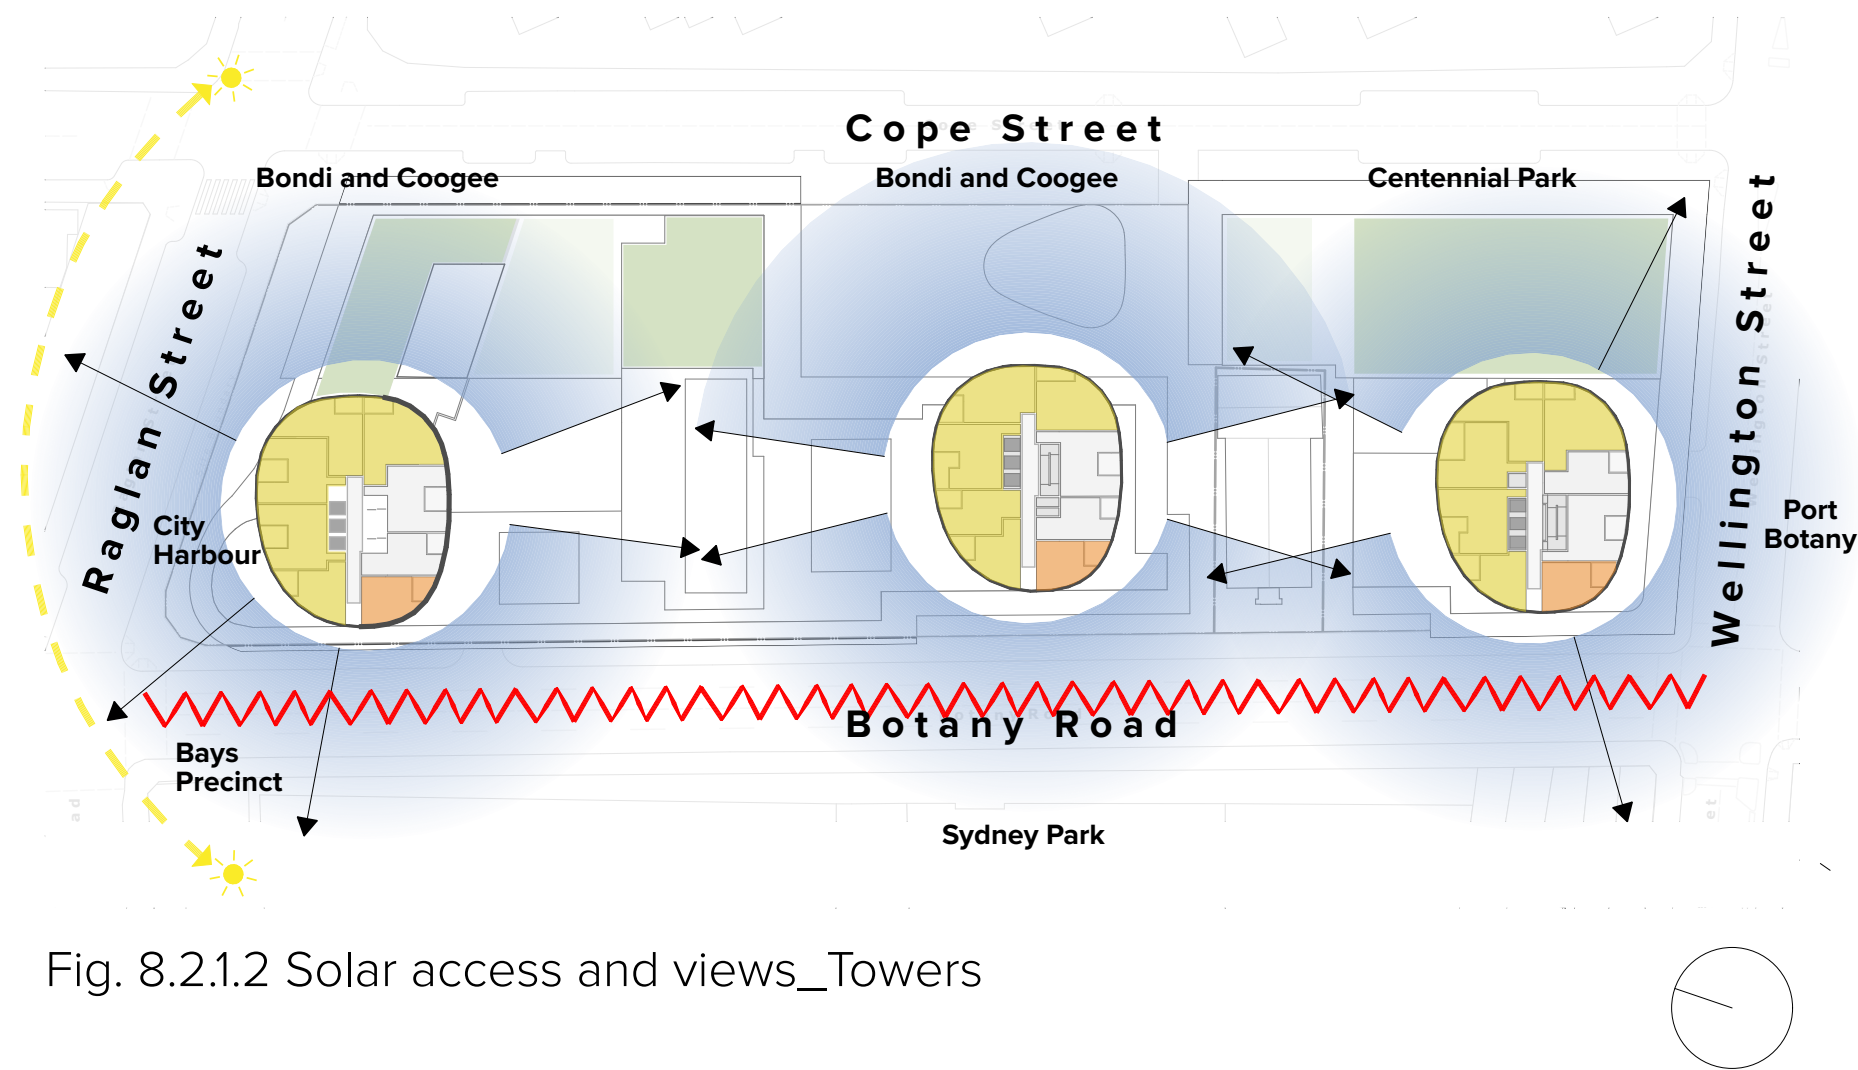 Cope Street
Bondi and Coogee
Bondi and Coogee
Centennial Park
Raglan Street
Wellington Street
City
Harbour
Port
Botany
Botany Road
Bays
Precinct
Sydney Park
Fig. 8.2.1.2 Solar access and views_Towers